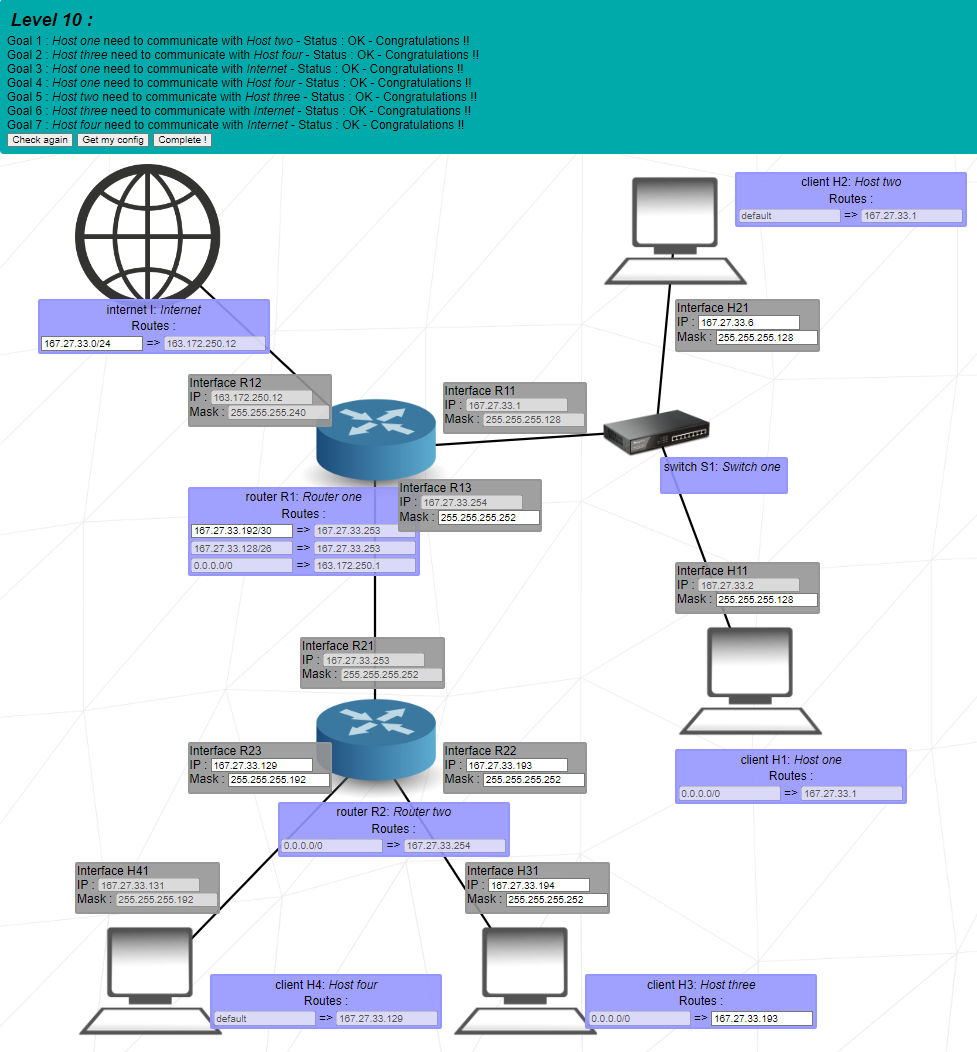 Level 10 :
Goal 1 : Host one need to communicate with Host two - Status : OK - Congratulations !!
Goal 2 : Host three need to communicate with Host four - Status : OK - Congratulations !!
Goal 3 : Host one need to communicate with Internet - Status : OK - Congratulations !!
Goal 4 : Host one need to communicate with Host four - Status : OK - Congratulations !!
Goal 5 : Host two need to communicate with Host three - Status : OK - Congratulations !!
Goal 6 : Host three need to communicate with Internet - Status : OK - Congratulations !!
Goal 7 : Host four need to communicate with Internet - Status : OK - Congratulations !!
Check again Get my config Complete !
client H2: Host two
Routes :
default => 167.27.33.1
internet I: Internet
Routes :
167.27.33.0/24 => 163.172.250.12
Interface H21
IP : 167.27.33.6
Mask : 255.255.255.128
Interface R12
IP : 163.172.250.12
Mask : 255.255.255.240
Interface R11
IP : 167.27.33.1
Mask : 255.255.255.128
switch S1: Switch one
Interface R13
IP : 167.27.33.254
Mask : 255.255.255.252
router R1: Router one
Routes :
167.27.33.192/30 => 167.27.33.253
167.27.33.128/26 => 167.27.33.253
0.0.0.0/0 => 163.172.250.1
Interface H11
IP : 167.27.33.2
Mask : 255.255.255.128
Interface R21
IP : 167.27.33.253
Mask : 255.255.255.252
Interface R23
IP : 167.27.33.129
Mask : 255.255.255.192
Interface R22
IP : 167.27.33.193
Mask : 255.255.255.252
client H1: Host one
Routes :
0.0.0.0/0 => 167.27.33.1
router R2: Router two
Routes :
0.0.0.0/0 => 167.27.33.254
Interface H41
IP : 167.27.33.131
Mask : 255.255.255.192
Interface H31
IP : 167.27.33.194
Mask : 255.255.255.252
client H4: Host four
Routes :
default => 167.27.33.129
client H3: Host three
Routes :
0.0.0.0/0 => 167.27.33.193